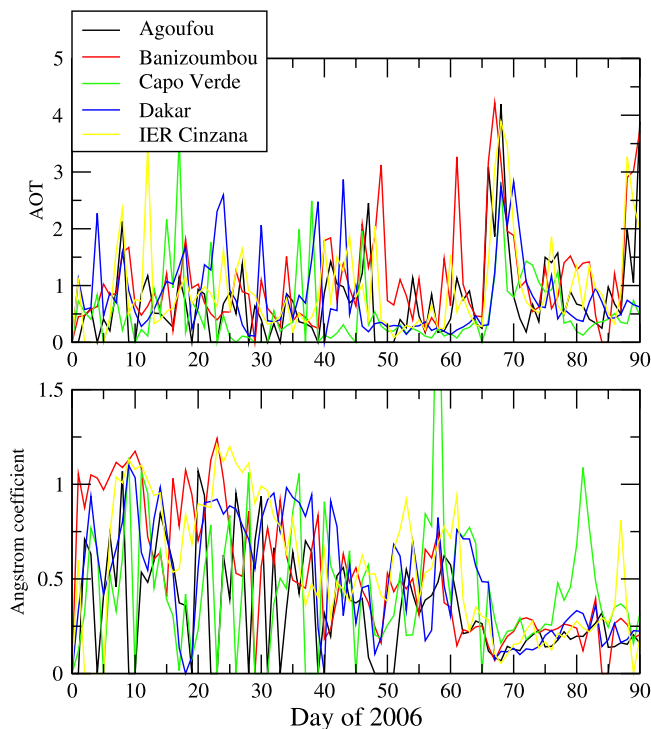 Agoufou
Banizoumbou
Capo Verde
Dakar
IER Cinzana
5
4
3
2
1
0
AOT
0 10 20 30 40 50 60 70 80 90
1.5
1
0.5
0
Angstrom coefficient
0 10 20 30 40 50 60 70 80 90
Day of 2006